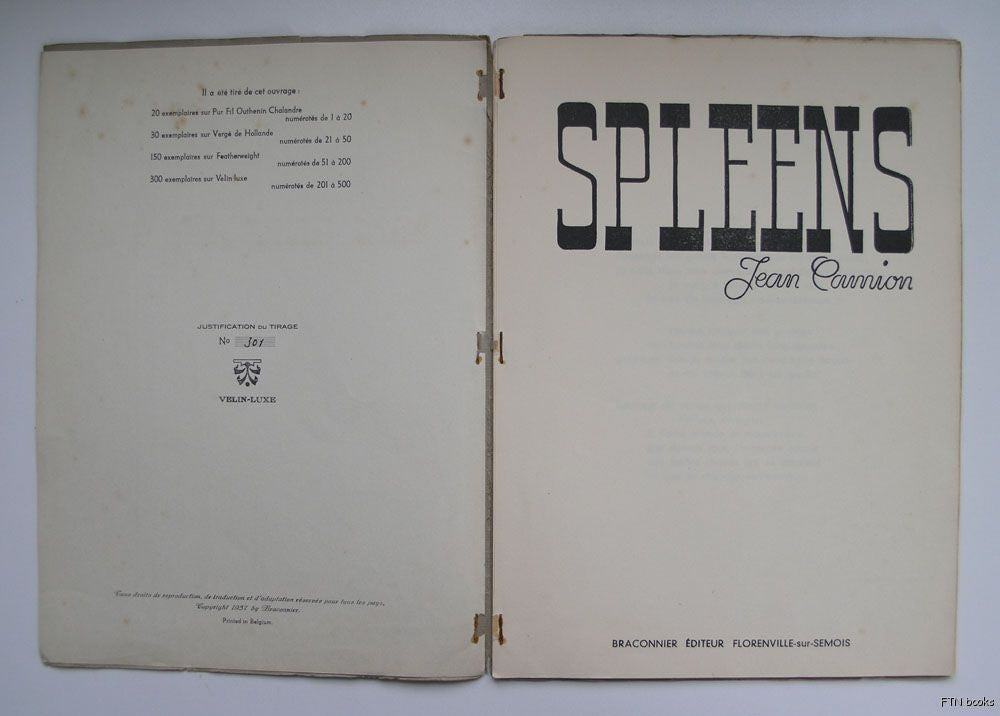 Il a été tiré de cet ouvrage :
20 exemplaires sur Pur Fil Outhenin Chalandre
numérotés de 1 à 20
30 exemplaires sur Vergé de Hollande
numérotés de 21 à 50
150 exemplaires sur Featherweight
numérotés de 51 à 200
300 exemplaires sur Velin-luxe
numérotés de 201 à 500
JUSTIFICATION DU TIRAGE
No 301
VELIN-LUXE
Tous droits de reproduction, de traduction et d'adaptation réservés pour tous les pays.
Copyright 1937 by Braconnier.
Printed in Belgium.
SPLEENS
Jean Camion
BRACONNIER ÉDITEUR FLORENVILLE-sur-SEMOIS
FTN books